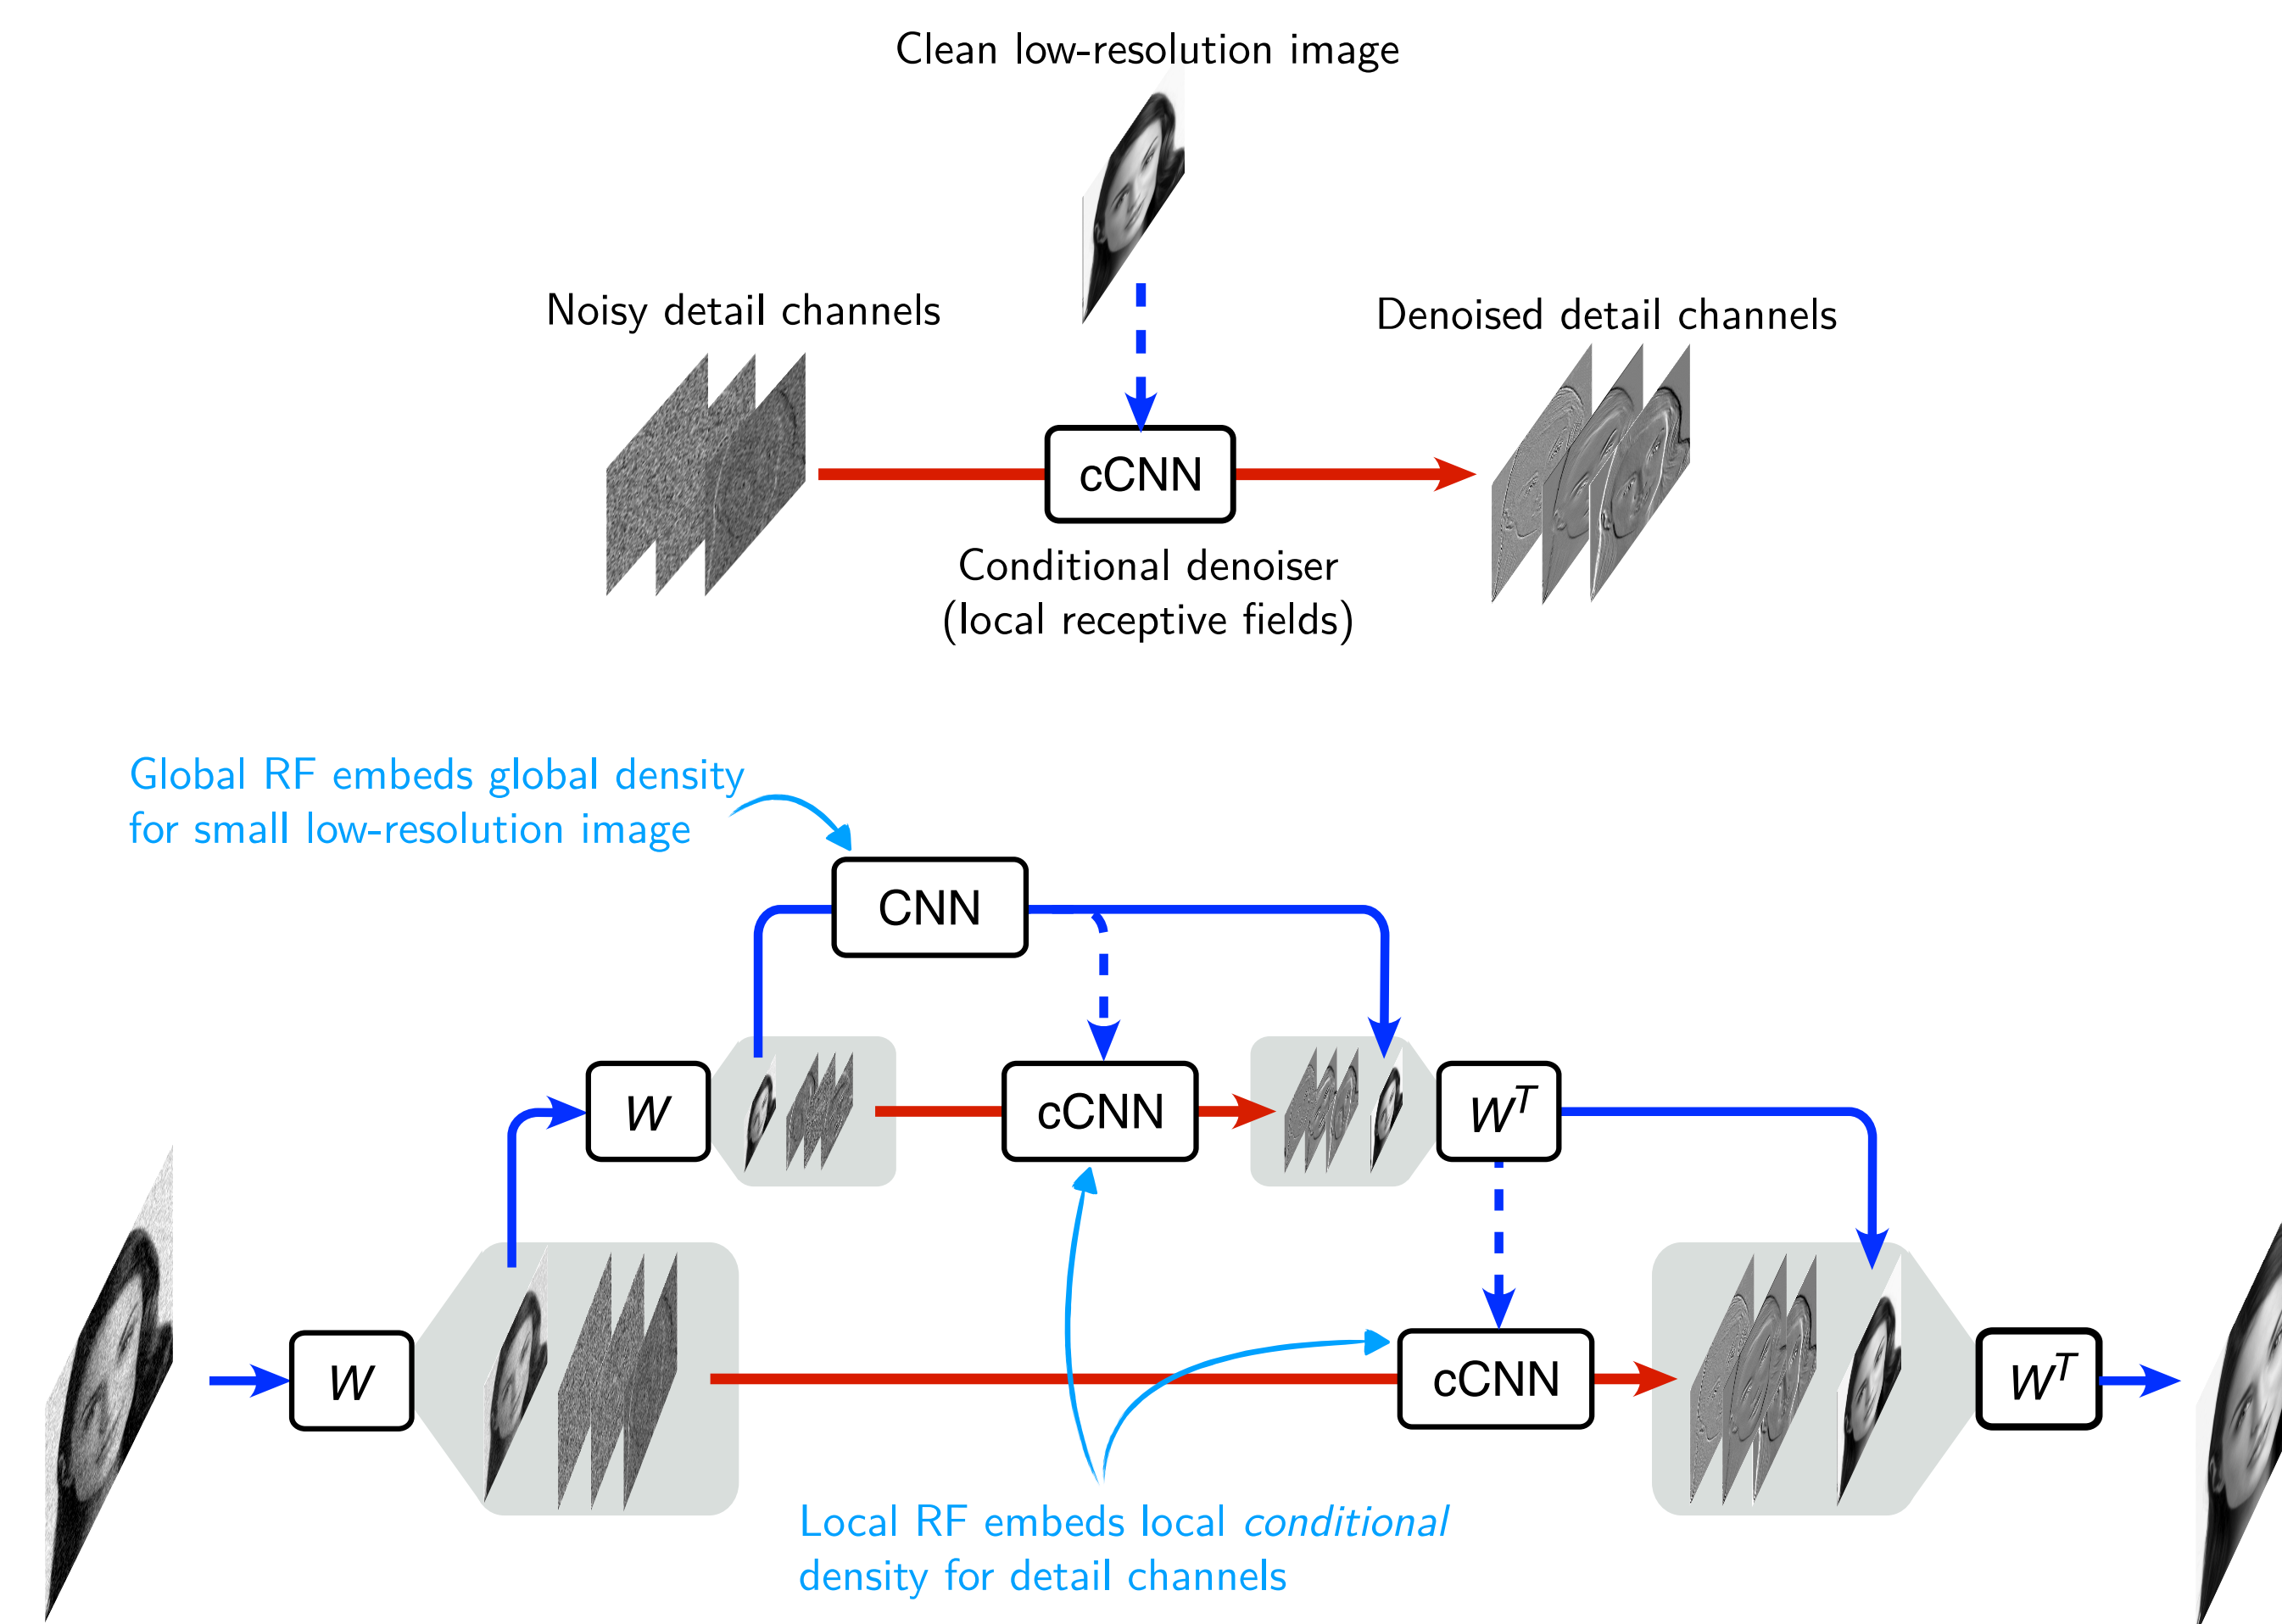 Clean low-resolution image
Noisy detail channels
Denoised detail channels
cCNN
Conditional denoiser
(local receptive fields)
Global RF embeds global density
for small low-resolution image
CNN
W
cCNN
W^T
W
cCNN
W^T
Local RF embeds local conditional
density for detail channels